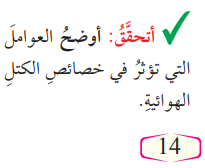 أتحقَّقُ: أوضحُ العواملَ
التي تؤثرُ في خصائصِ الكتلِ
الهوائيةِ.
14